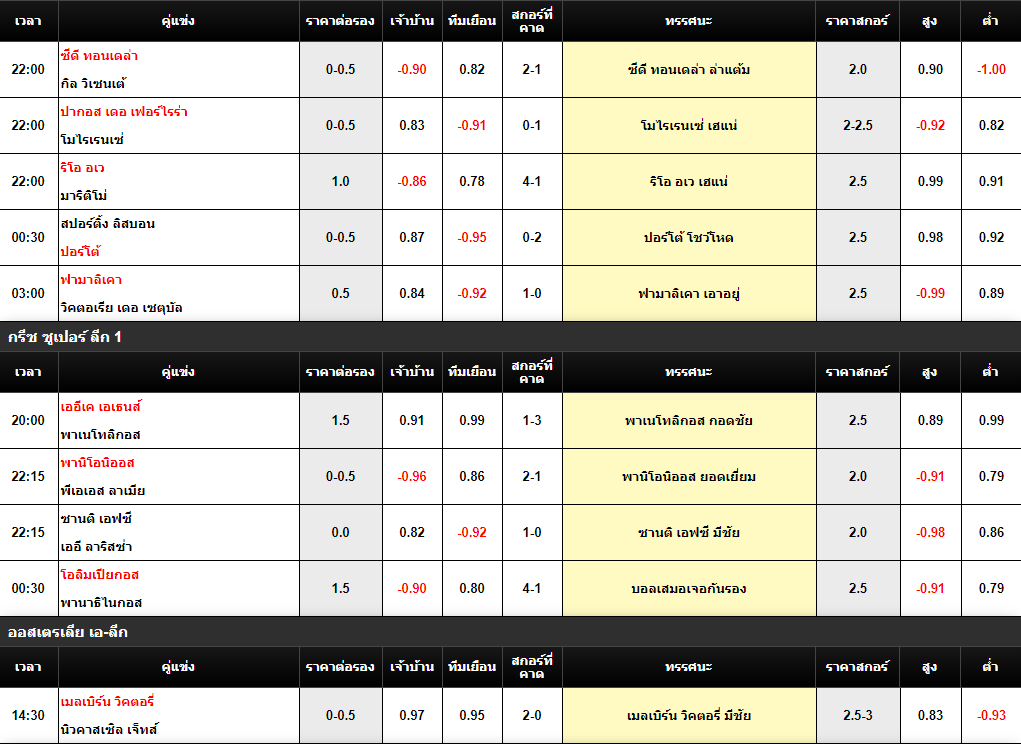 เวลา คู่แข่ง ราคาต่อรอง เจ้าบ้าน ทีมเยือน สกอร์ที่คาด ทรรศนะ ราคาสกอร์ สูง ต่ำ
22:00 ซีดี ทอนเดล่า 0-0.5 -0.90 0.82 2-1 ซีดี ทอนเดล่า ล่าแต้ม 2.0 0.90 -1.00
กิล วิเซนเต้
22:00 ปากอส เดอ เฟอร์ไรร่า 0-0.5 0.83 -0.91 0-1 โมไรเรนเซ่ เฮแน่ 2-2.5 -0.92 0.82
โมไรเรนเซ่
22:00 ริโอ อเว 1.0 -0.86 0.78 4-1 ริโอ อเว เฮแน่ 2.5 0.99 0.91
มาริติโม่
00:30 สปอร์ติ้ง ลิสบอน 0-0.5 0.87 -0.95 0-2 ปอร์โต้ โชว์โหด 2.5 0.98 0.92
ปอร์โต้
03:00 ฟามาลิเคา 0.5 0.84 -0.92 1-0 ฟามาลิเคา เอาอยู่ 2.5 -0.99 0.89
วิคตอเรีย เดอ เซตุบัล
กรีซ ซูเปอร์ ลีก 1
เวลา คู่แข่ง ราคาต่อรอง เจ้าบ้าน ทีมเยือน สกอร์ที่คาด ทรรศนะ ราคาสกอร์ สูง ต่ำ
20:00 เออีเค เอเธนส์ 1.5 0.91 0.99 1-3 พาเนโทลิกอส กอดชัย 2.5 0.89 0.99
พาเนโทลิกอส
22:15 พานิโอนิออส 0-0.5 -0.96 0.86 2-1 พานิโอนิออส ยอดเยี่ยม 2.0 -0.91 0.79
พีเอเอส ลาเมีย
22:15 ซานติ เอฟซี 0.0 0.82 -0.92 1-0 ซานติ เอฟซี มีชัย 2.0 -0.98 0.86
เออี ลาริสซ่า
00:30 โอลิมเปียกอส 1.5 -0.90 0.80 4-1 บอลเสมอเจอกันรอง 2.5 -0.91 0.79
พานาธิไนกอส
ออสเตรเลีย เอ-ลีก
เวลา คู่แข่ง ราคาต่อรอง เจ้าบ้าน ทีมเยือน สกอร์ที่คาด ทรรศนะ ราคาสกอร์ สูง ต่ำ
14:30 เมลเบิร์น วิคตอรี่ 0-0.5 0.97 0.95 2-0 เมลเบิร์น วิคตอรี่ มีชัย 2.5-3 0.83 -0.93
นิวคาสเซิล เจ็ทส์